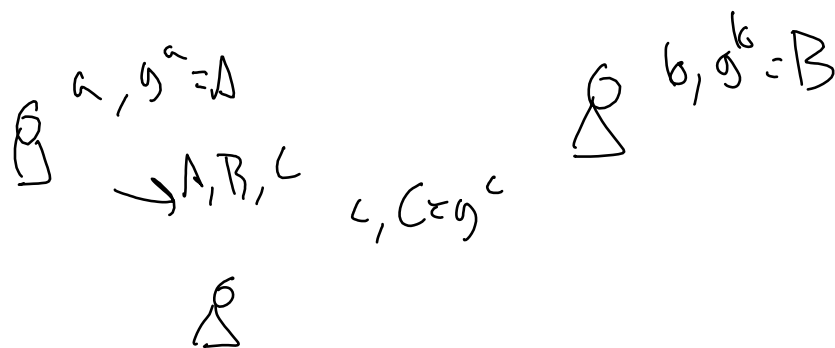 a, g^a = A
b, g^b = B
→ A, B, C
c, C = g^c